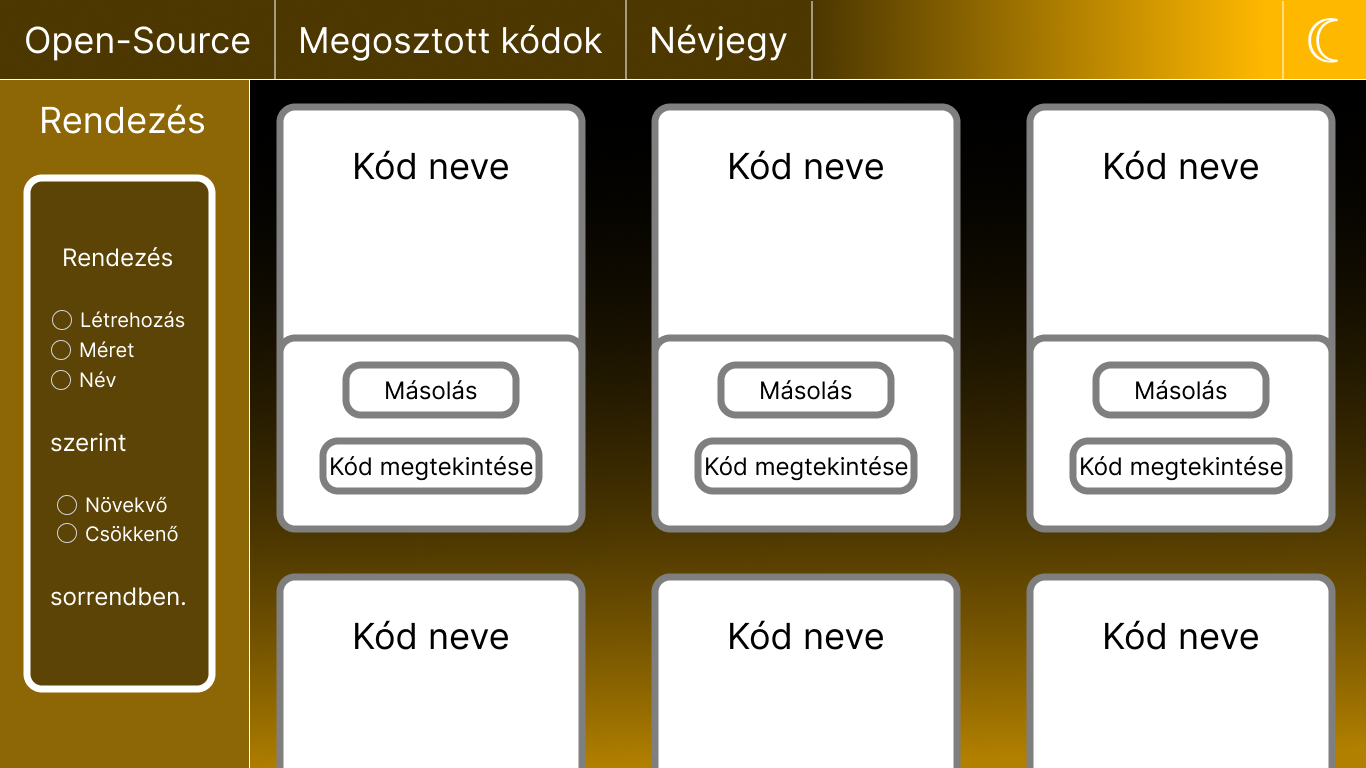 Open-Source Megosztott kódok Névjegy
Rendezés
Rendezés
Létrehozás
Méret
Név
szerint
Növekvő
Csökkenő
sorrendben.
Kód neve Kód neve Kód neve
Másolás Másolás Másolás
Kód megtekintése Kód megtekintése Kód megtekintése
Kód neve Kód neve Kód neve